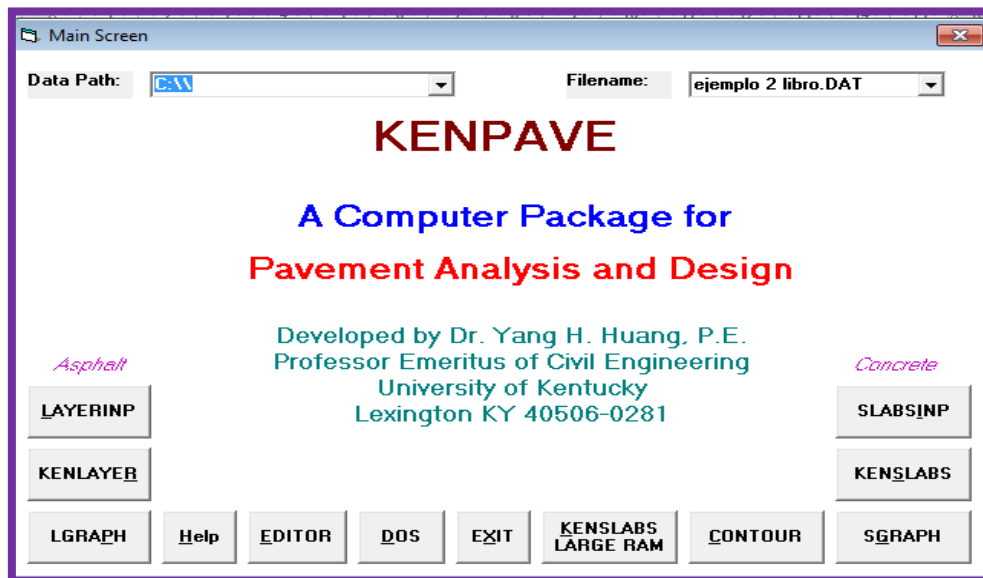 Main Screen
Data Path: C:\\ Filename: ejemplo 2 libro.DAT
KENPAVE
A Computer Package for
Pavement Analysis and Design
Developed by Dr. Yang H. Huang, P.E.
Professor Emeritus of Civil Engineering
University of Kentucky
Lexington KY 40506-0281
Asphalt
Concrete
LAYERINP
SLABSINP
KENLAYER
KENSLABS
LGRAPH
Help
EDITOR
DOS
EXIT
KENSLABS
LARGE RAM
CONTOUR
SGRAPH